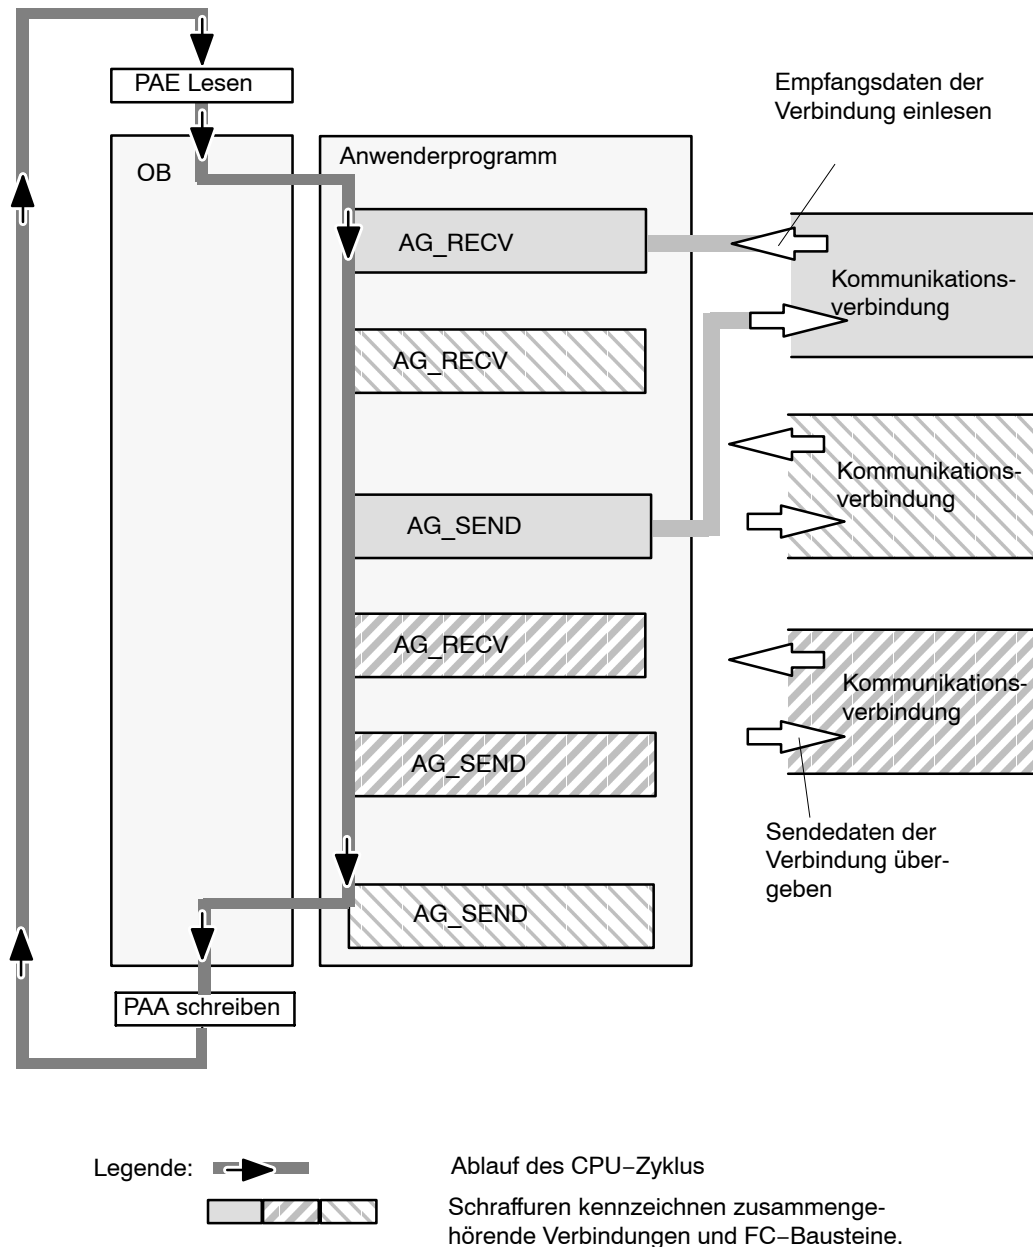 PAE Lesen
Empfangsdaten der
Verbindung einlesen
OB
Anwenderprogramm
AG_RECV
Kommunikations-
verbindung
AG_RECV
Kommunikations-
verbindung
AG_SEND
AG_RECV
Kommunikations-
verbindung
AG_SEND
Sendedaten der
Verbindung über-
geben
AG_SEND
PAA schreiben
Legende:
Ablauf des CPU–Zyklus
Schraffuren kennzeichnen zusammenge-
hörende Verbindungen und FC–Bausteine.